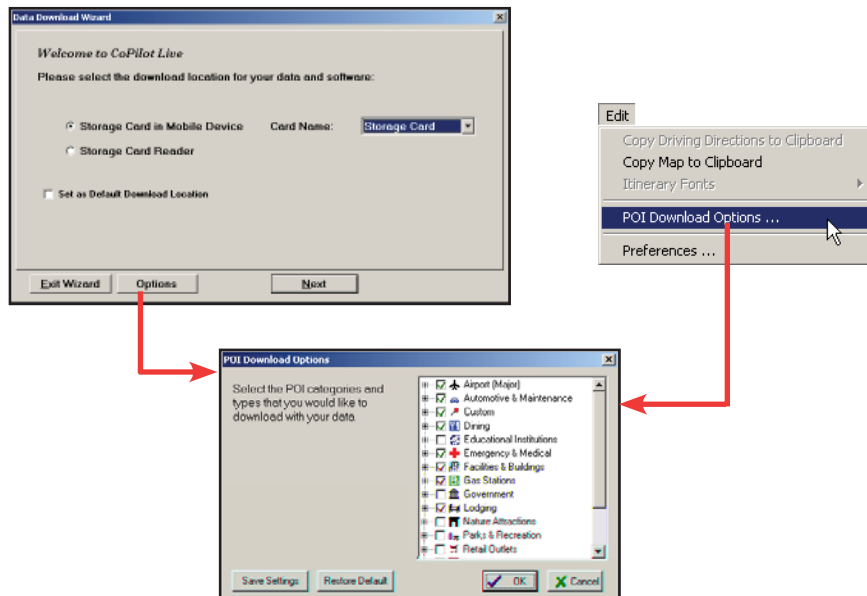 Data Download Wizard
Welcome to CoPilot Live
Please select the download location for your data and software:
Storage Card in Mobile Device
Card Name:
Storage Card
Storage Card Reader
Set as Default Download Location
Exit Wizard
Options
Next
Edit
Copy Driving Directions to Clipboard
Copy Map to Clipboard
Itinerary Fonts
POI Download Options ...
Preferences ...
POI Download Options
Select the POI categories and
types that you would like to
download with your data
Airport (Major)
Automotive & Maintenance
Custom
Dining
Educational Institutions
Emergency & Medical
Facilities & Buildings
Gas Stations
Government
Lodging
Nature Attractions
Parks & Recreation
Retail Outlets
Save Settings
Restore Default
OK
Cancel